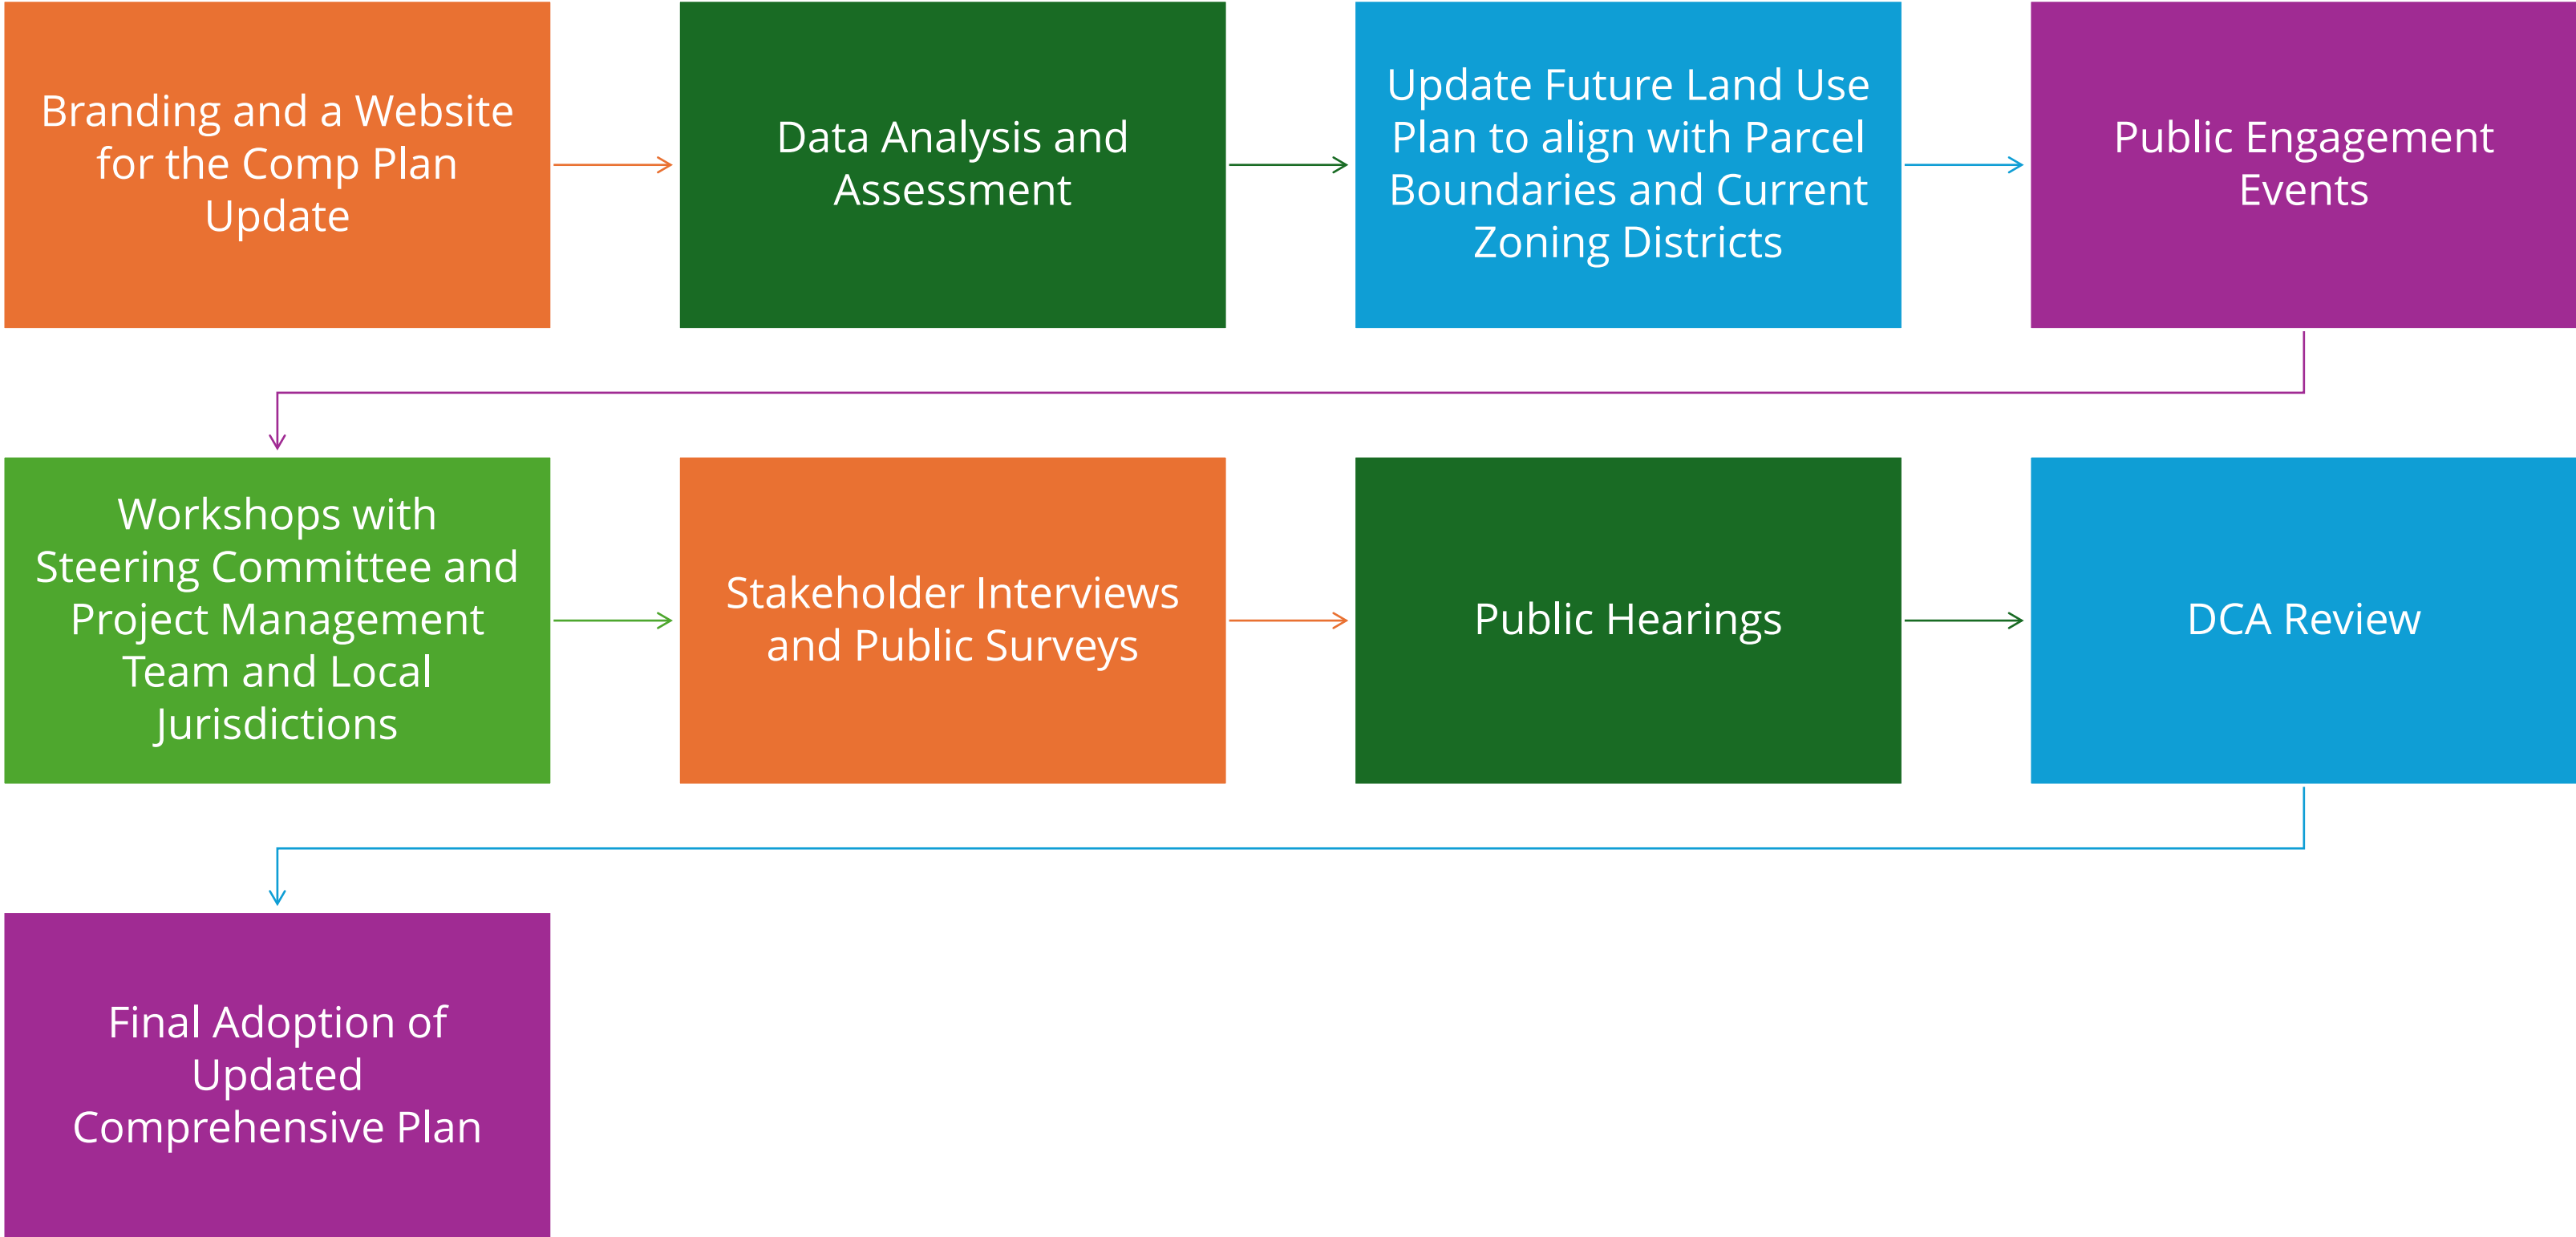 Branding and a Website
for the Comp Plan
Update
Data Analysis and
Assessment
Update Future Land Use
Plan to align with Parcel
Boundaries and Current
Zoning Districts
Public Engagement
Events
Workshops with
Steering Committee and
Project Management
Team and Local
Jurisdictions
Stakeholder Interviews
and Public Surveys
Public Hearings
DCA Review
Final Adoption of
Updated
Comprehensive Plan